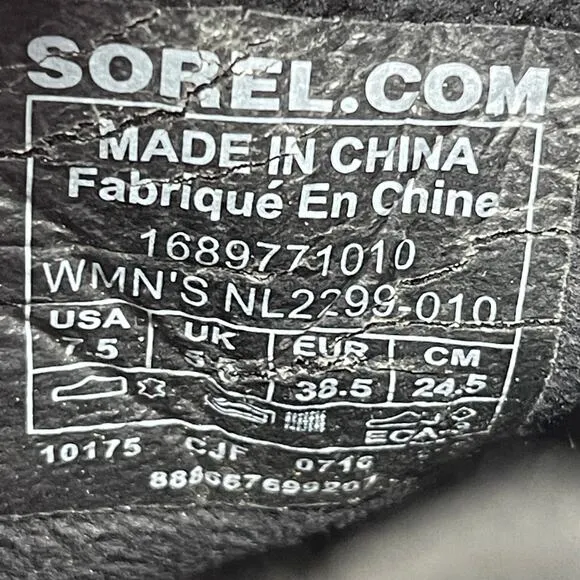 SOREL.COM
MADE IN CHINA
Fabriqué En Chine
1689771010
WMN'S NL2299-010
USA UK EUR CM
7.5 38.5 24.5
10175 CJF